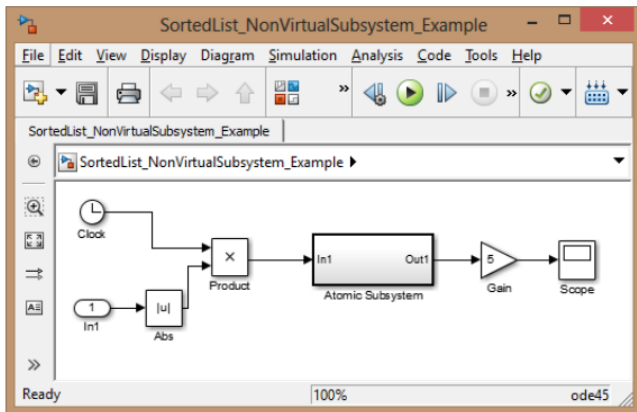 SortedList_NonVirtualSubsystem_Example
File Edit View Display Diagram Simulation Analysis Code Tools Help
SortedList_NonVirtualSubsystem_Example
SortedList_NonVirtualSubsystem_Example
Clock
×
Product
In1 Out1
Atomic Subsystem
5
Gain
Scope
1
In1
|u|
Abs
Ready 100% ode45